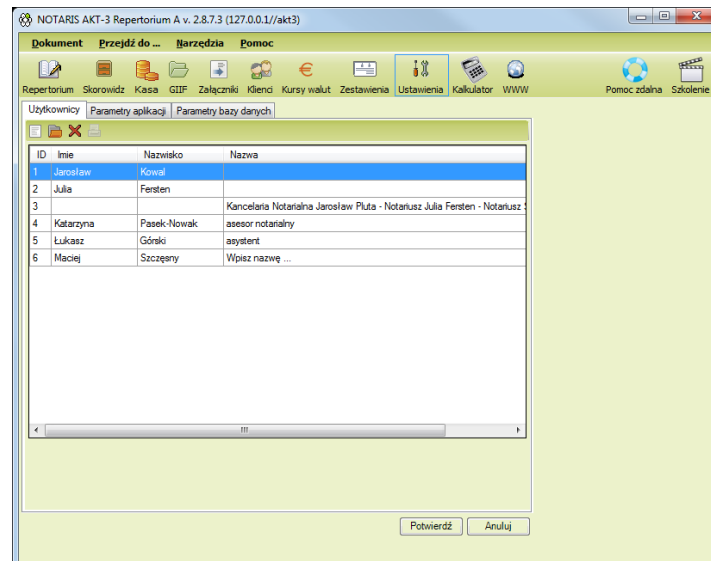 NOTARIS AKT-3 Repertorium A v. 2.8.7.3 (127.0.0.1//akt3)
Dokument Przejdź do ... Narzędzia Pomoc
Repertorium Skorowidz Kasa GIIF Załączniki Klienci Kursy walut Zestawienia Ustawienia Kalkulator WWW Pomoc zdalna Szkolenie
Użytkownicy Parametry aplikacji Parametry bazy danych
ID Imie Nazwisko Nazwa
1 Jarosław Kowal
2 Julia Fersten
3 Kancelaria Notarialna Jarosław Pluta - Notariusz Julia Fersten - Notariusz
4 Katarzyna Pasek-Nowak asesor notarialny
5 Łukasz Górski asystent
6 Maciej Szczęsny Wpisz nazwę ...
Potwierdź Anuluj